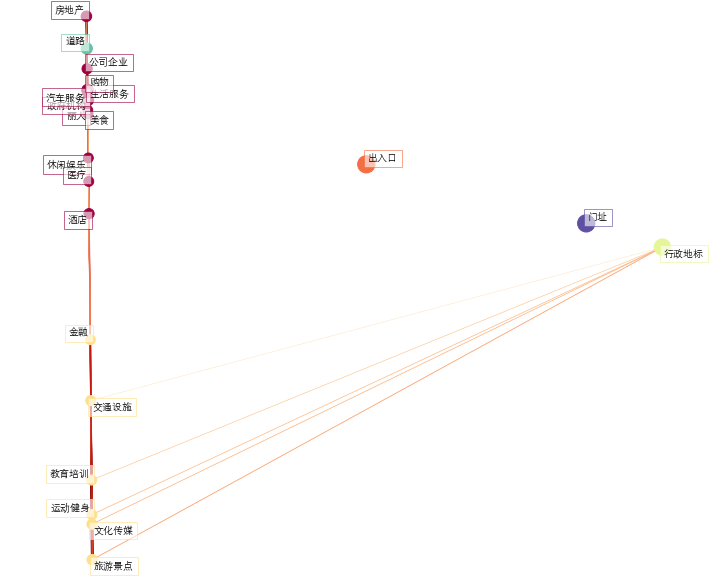 房地产
道路
公司企业
购物
生活服务
汽车服务
政府机构
丽人
美食
出入口
休闲娱乐
医疗
门址
酒店
行政地标
金融
交通设施
教育培训
运动健身
文化传媒
旅游景点